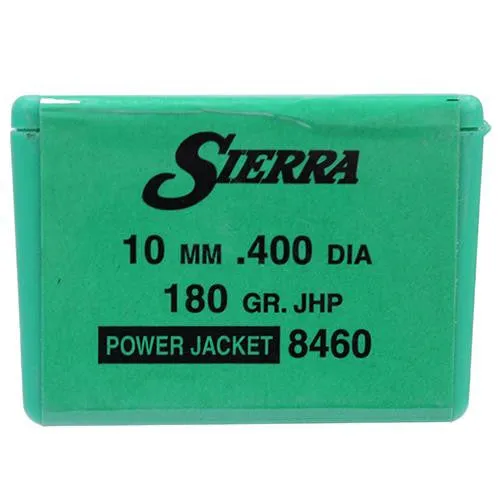 SIERRA
10 MM .400 DIA
180 GR. JHP
POWER JACKET 8460